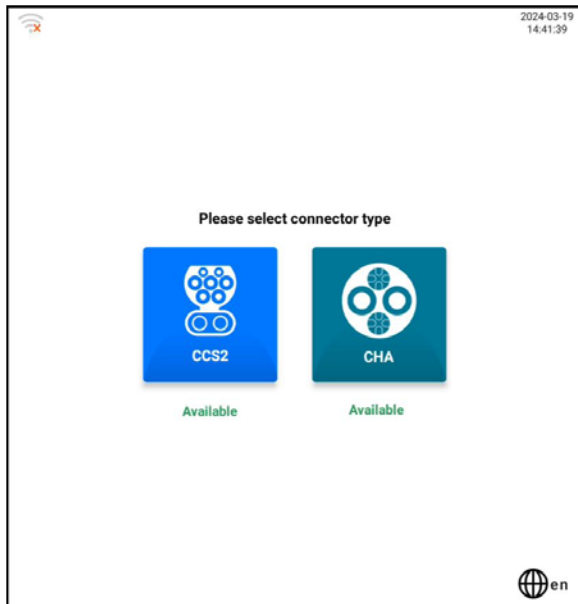 2024-03-19
14:41:39
Please select connector type
CCS2
CHA
Available
Available
en